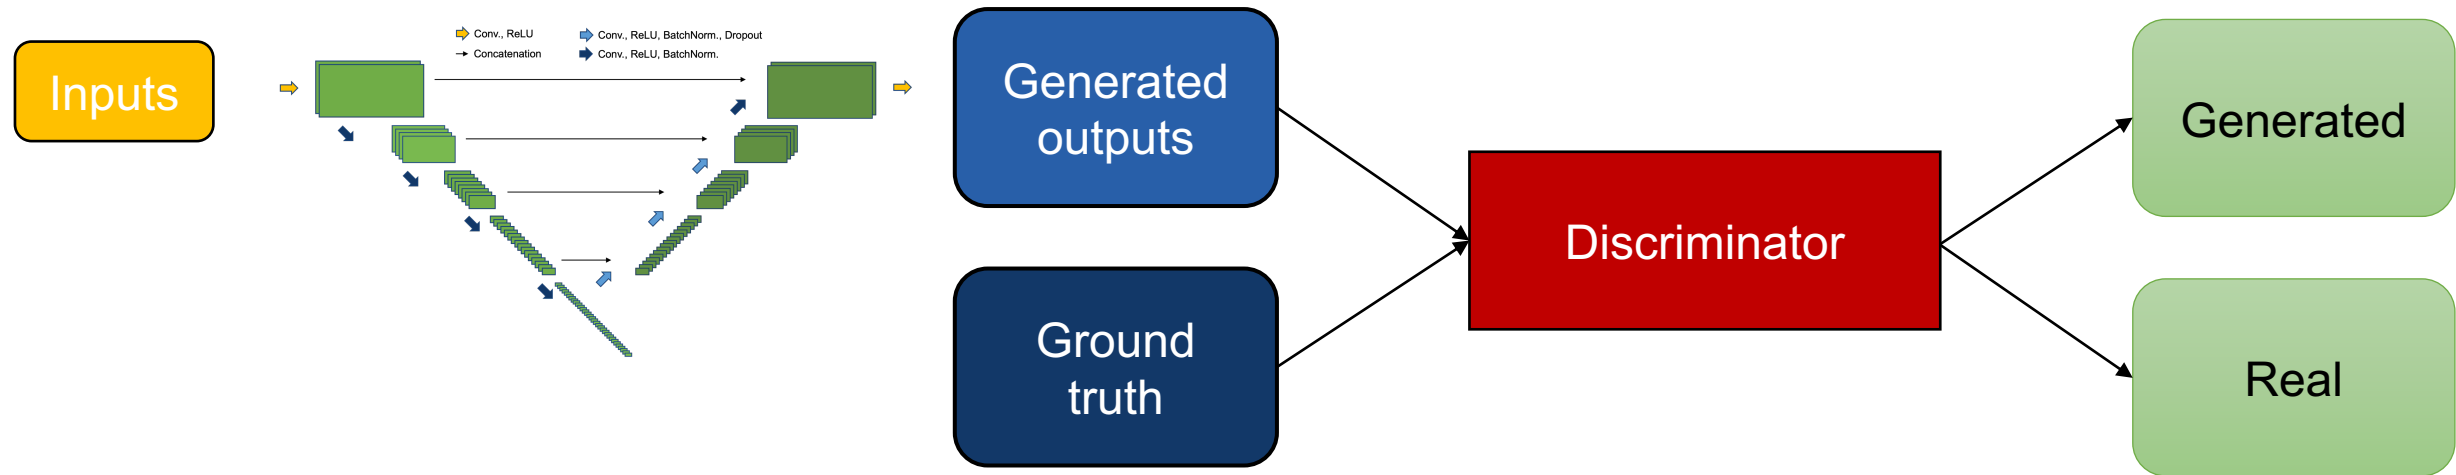 Inputs
Conv., ReLU
Conv., ReLU, BatchNorm., Dropout
Concatenation
Conv., ReLU, BatchNorm.
Generated
outputs
Ground
truth
Discriminator
Generated
Real